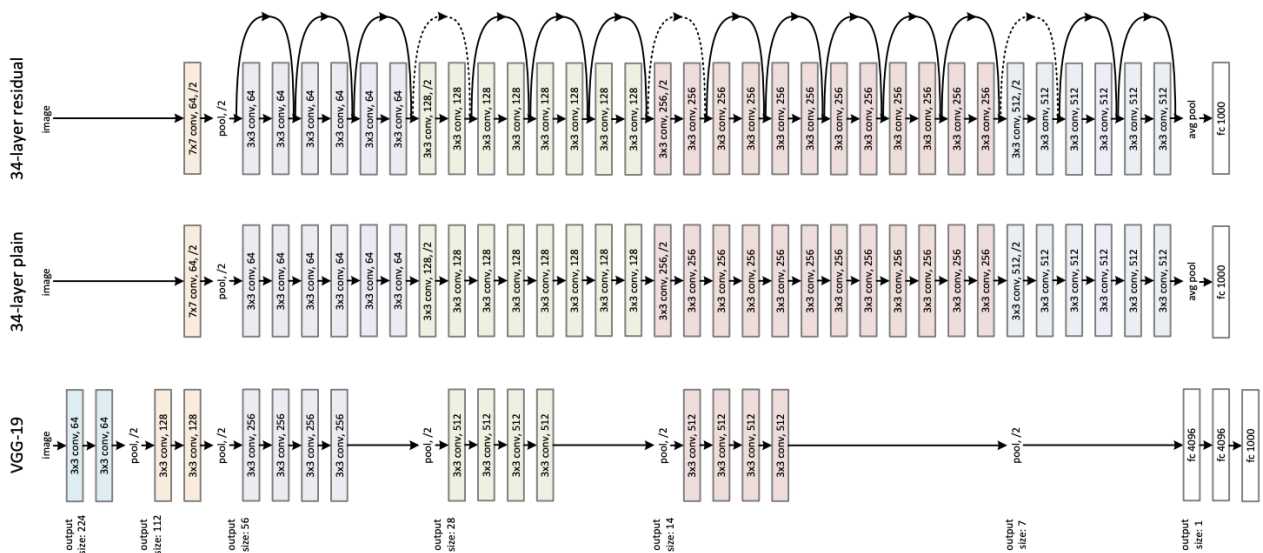 34-layer residual
image
7x7 conv, 64, /2
pool, /2
3x3 conv, 64
3x3 conv, 64
3x3 conv, 64
3x3 conv, 64
3x3 conv, 64
3x3 conv, 64
3x3 conv, 128, /2
3x3 conv, 128
3x3 conv, 128
3x3 conv, 128
3x3 conv, 128
3x3 conv, 128
3x3 conv, 128
3x3 conv, 128
3x3 conv, 256, /2
3x3 conv, 256
3x3 conv, 256
3x3 conv, 256
3x3 conv, 256
3x3 conv, 256
3x3 conv, 256
3x3 conv, 256
3x3 conv, 256
3x3 conv, 256
3x3 conv, 256
3x3 conv, 256
3x3 conv, 512, /2
3x3 conv, 512
3x3 conv, 512
3x3 conv, 512
3x3 conv, 512
3x3 conv, 512
avg pool
fc 1000
34-layer plain
image
7x7 conv, 64, /2
pool, /2
3x3 conv, 64
3x3 conv, 64
3x3 conv, 64
3x3 conv, 64
3x3 conv, 64
3x3 conv, 64
3x3 conv, 128, /2
3x3 conv, 128
3x3 conv, 128
3x3 conv, 128
3x3 conv, 128
3x3 conv, 128
3x3 conv, 128
3x3 conv, 128
3x3 conv, 256, /2
3x3 conv, 256
3x3 conv, 256
3x3 conv, 256
3x3 conv, 256
3x3 conv, 256
3x3 conv, 256
3x3 conv, 256
3x3 conv, 256
3x3 conv, 256
3x3 conv, 256
3x3 conv, 256
3x3 conv, 512, /2
3x3 conv, 512
3x3 conv, 512
3x3 conv, 512
3x3 conv, 512
3x3 conv, 512
avg pool
fc 1000
VGG-19
image
3x3 conv, 64
3x3 conv, 64
pool, /2
3x3 conv, 128
3x3 conv, 128
pool, /2
3x3 conv, 256
3x3 conv, 256
3x3 conv, 256
3x3 conv, 256
pool, /2
3x3 conv, 512
3x3 conv, 512
3x3 conv, 512
3x3 conv, 512
pool, /2
3x3 conv, 512
3x3 conv, 512
3x3 conv, 512
3x3 conv, 512
pool, /2
fc 4096
fc 4096
fc 1000
output
size: 224
output
size: 112
output
size: 56
output
size: 28
output
size: 14
output
size: 7
output
size: 1